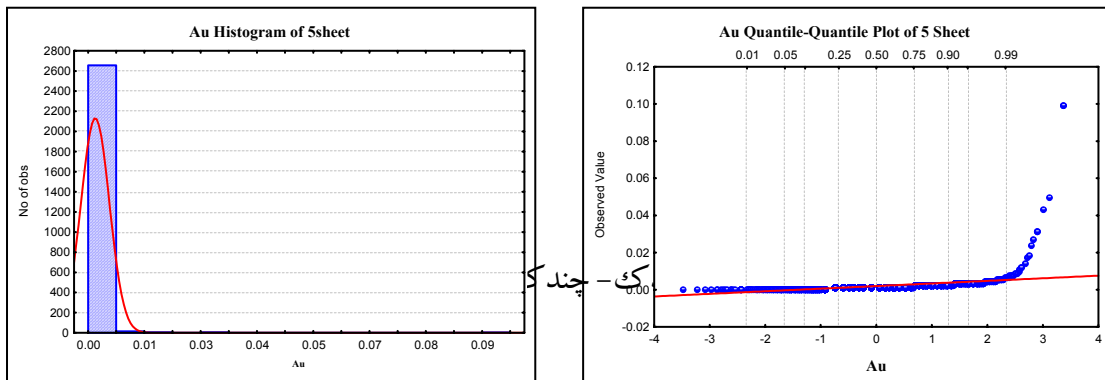 Au Histogram of 5sheet
2800
2600
2400
2200
2000
1800
1600
1400
1200
1000
800
600
400
200
0
No of obs
0.00 0.01 0.02 0.03 0.04 0.05 0.07 0.08 0.09
Au
ك - چند ک
Au Quantile-Quantile Plot of 5 Sheet
0.01 0.05 0.25 0.50 0.75 0.90 0.99
0.12
0.10
0.08
0.06
0.04
0.02
0.00
-0.02
Observed Value
-4 -3 -2 -1 0 1 2 3 4
Au